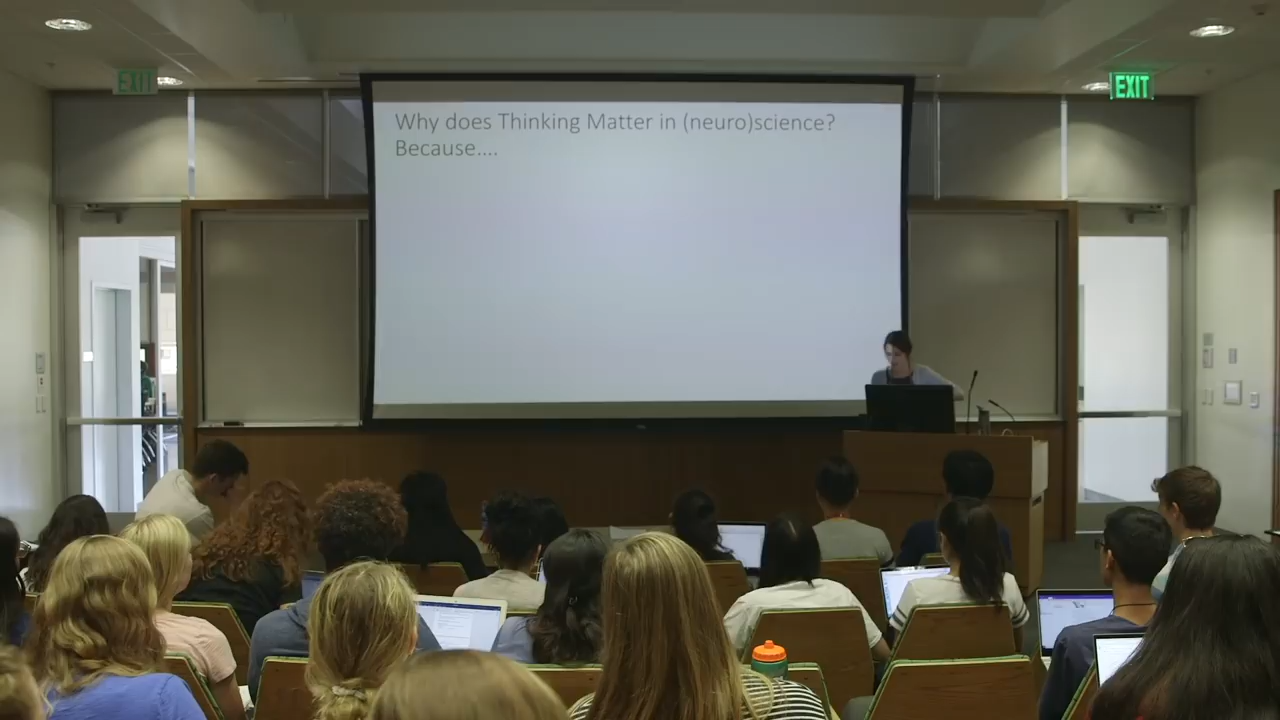 EXIT
EXIT
Why does Thinking Matter in (neuro)science?
Because....